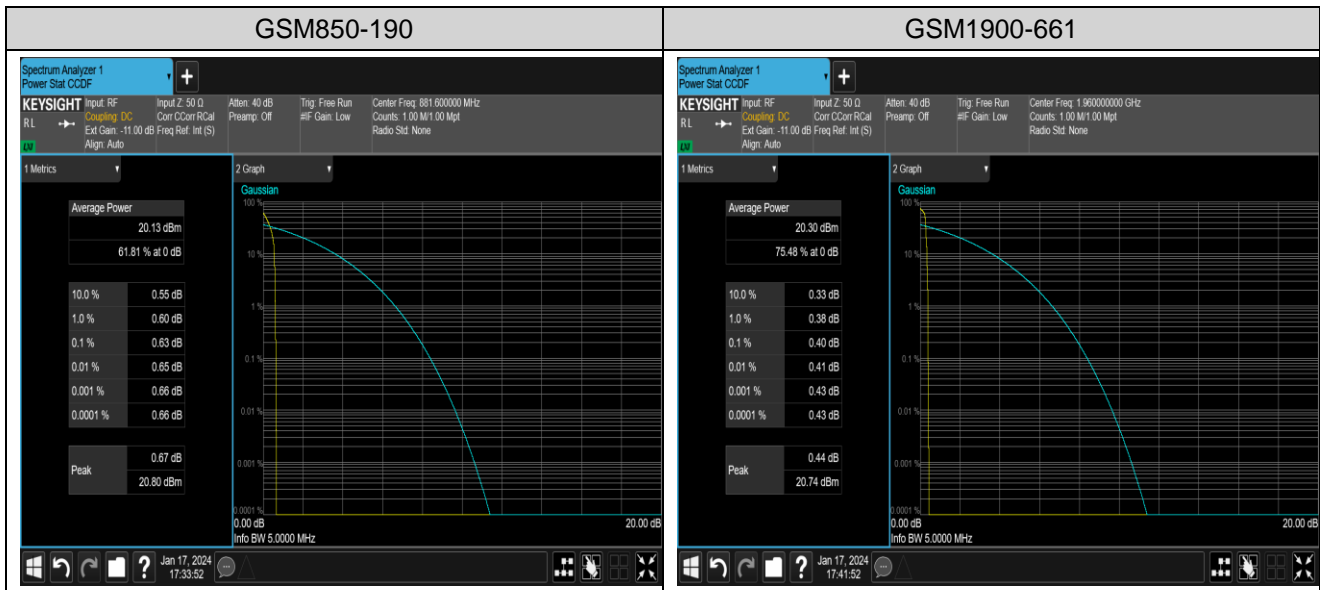 GSM850-190
GSM1900-661
Spectrum Analyzer 1
Power Stat CCDF
+
KEYSIGHT Input: RF Input Z: 50 Ω Atten: 40 dB Trig: Free Run Center Freq: 881.600000 MHz
RL Coupling: DC Corr CCorr RCal Preamp: Off #IF Gain: Low Counts: 1.00 M/1.00 Mpt
Ext Gain: -11.00 dB Freq Ref: Int (S) Radio Std: None
LXI Align: Auto
1 Metrics
2 Graph
Gaussian
Average Power
20.13 dBm
61.81 % at 0 dB
10.0 % 0.55 dB
1.0 % 0.60 dB
0.1 % 0.63 dB
0.01 % 0.65 dB
0.001 % 0.66 dB
0.0001 % 0.66 dB
Peak 0.67 dB
20.80 dBm
100 %
10 %
1 %
0.1 %
0.01 %
0.001 %
0.0001 %
0.00 dB 20.00 dB
Info BW 5.0000 MHz
? Jan 17, 2024
17:33:52
Spectrum Analyzer 1
Power Stat CCDF
+
KEYSIGHT Input: RF Input Z: 50 Ω Atten: 40 dB Trig: Free Run Center Freq: 1.960000000 GHz
RL Coupling: DC Corr CCorr RCal Preamp: Off #IF Gain: Low Counts: 1.00 M/1.00 Mpt
Ext Gain: -11.00 dB Freq Ref: Int (S) Radio Std: None
LXI Align: Auto
1 Metrics
2 Graph
Gaussian
Average Power
20.30 dBm
75.48 % at 0 dB
10.0 % 0.33 dB
1.0 % 0.38 dB
0.1 % 0.40 dB
0.01 % 0.41 dB
0.001 % 0.43 dB
0.0001 % 0.43 dB
Peak 0.44 dB
20.74 dBm
100 %
10 %
1 %
0.1 %
0.01 %
0.001 %
0.0001 %
0.00 dB 20.00 dB
Info BW 5.0000 MHz
? Jan 17, 2024
17:41:52